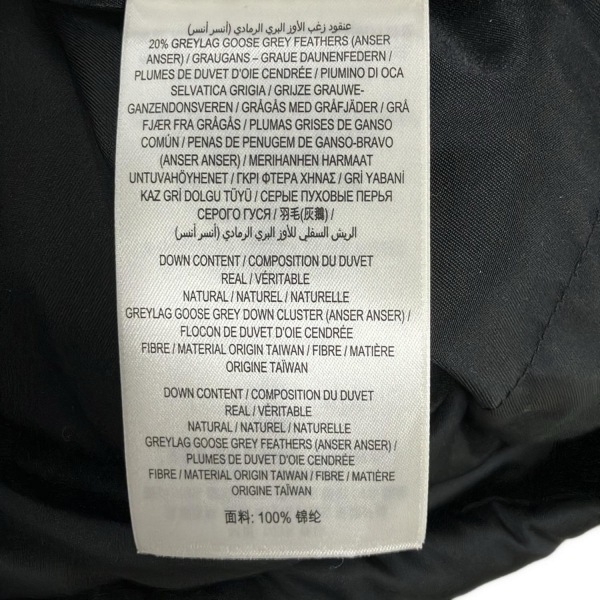 عنقود زغب الأوز البري الرمادي (أنسر أنسر)
20% GREYLAG GOOSE GREY FEATHERS (ANSER
ANSER) / GRAUGANS – GRAUE DAUNENFEDERN /
PLUMES DE DUVET D'OIE CENDRÉE / PIUMINO DI OCA
SELVATICA GRIGIA / GRIJZE GRAUWE-
GANZENDONSVEREN / GRÅGÅS MED GRÅFJÄDER / GRÅ
FJÆR FRA GRÅGÅS / PLUMAS GRISES DE GANSO
COMÚN / PENAS DE PENUGEM DE GANSO-BRAVO
(ANSER ANSER) / MERIHANHEN HARMAAT
UNTUVAHÖYHENET / ΓΚΡΙ ΦΤΕΡΑ ΧΗΝΑΣ / GRİ YABANİ
KAZ GRİ DOLGU TÜYÜ / СЕРЫЕ ПУХОВЫЕ ПЕРЬЯ
СЕРОГО ГУСЯ / 羽毛(灰鵝) /
الريش السفلي للأوز البري الرمادي (أنسر أنسر)
DOWN CONTENT / COMPOSITION DU DUVET
REAL / VÉRITABLE
NATURAL / NATUREL / NATURELLE
GREYLAG GOOSE GREY DOWN CLUSTER (ANSER ANSER) /
FLOCON DE DUVET D'OIE CENDRÉE
FIBRE / MATERIAL ORIGIN TAIWAN / FIBRE / MATIÈRE
ORIGINE TAÏWAN
DOWN CONTENT / COMPOSITION DU DUVET
REAL / VÉRITABLE
NATURAL / NATUREL / NATURELLE
GREYLAG GOOSE GREY FEATHERS (ANSER ANSER) /
PLUMES DE DUVET D'OIE CENDRÉE
FIBRE / MATERIAL ORIGIN TAIWAN / FIBRE / MATIÈRE
ORIGINE TAÏWAN
面料: 100% 锦纶